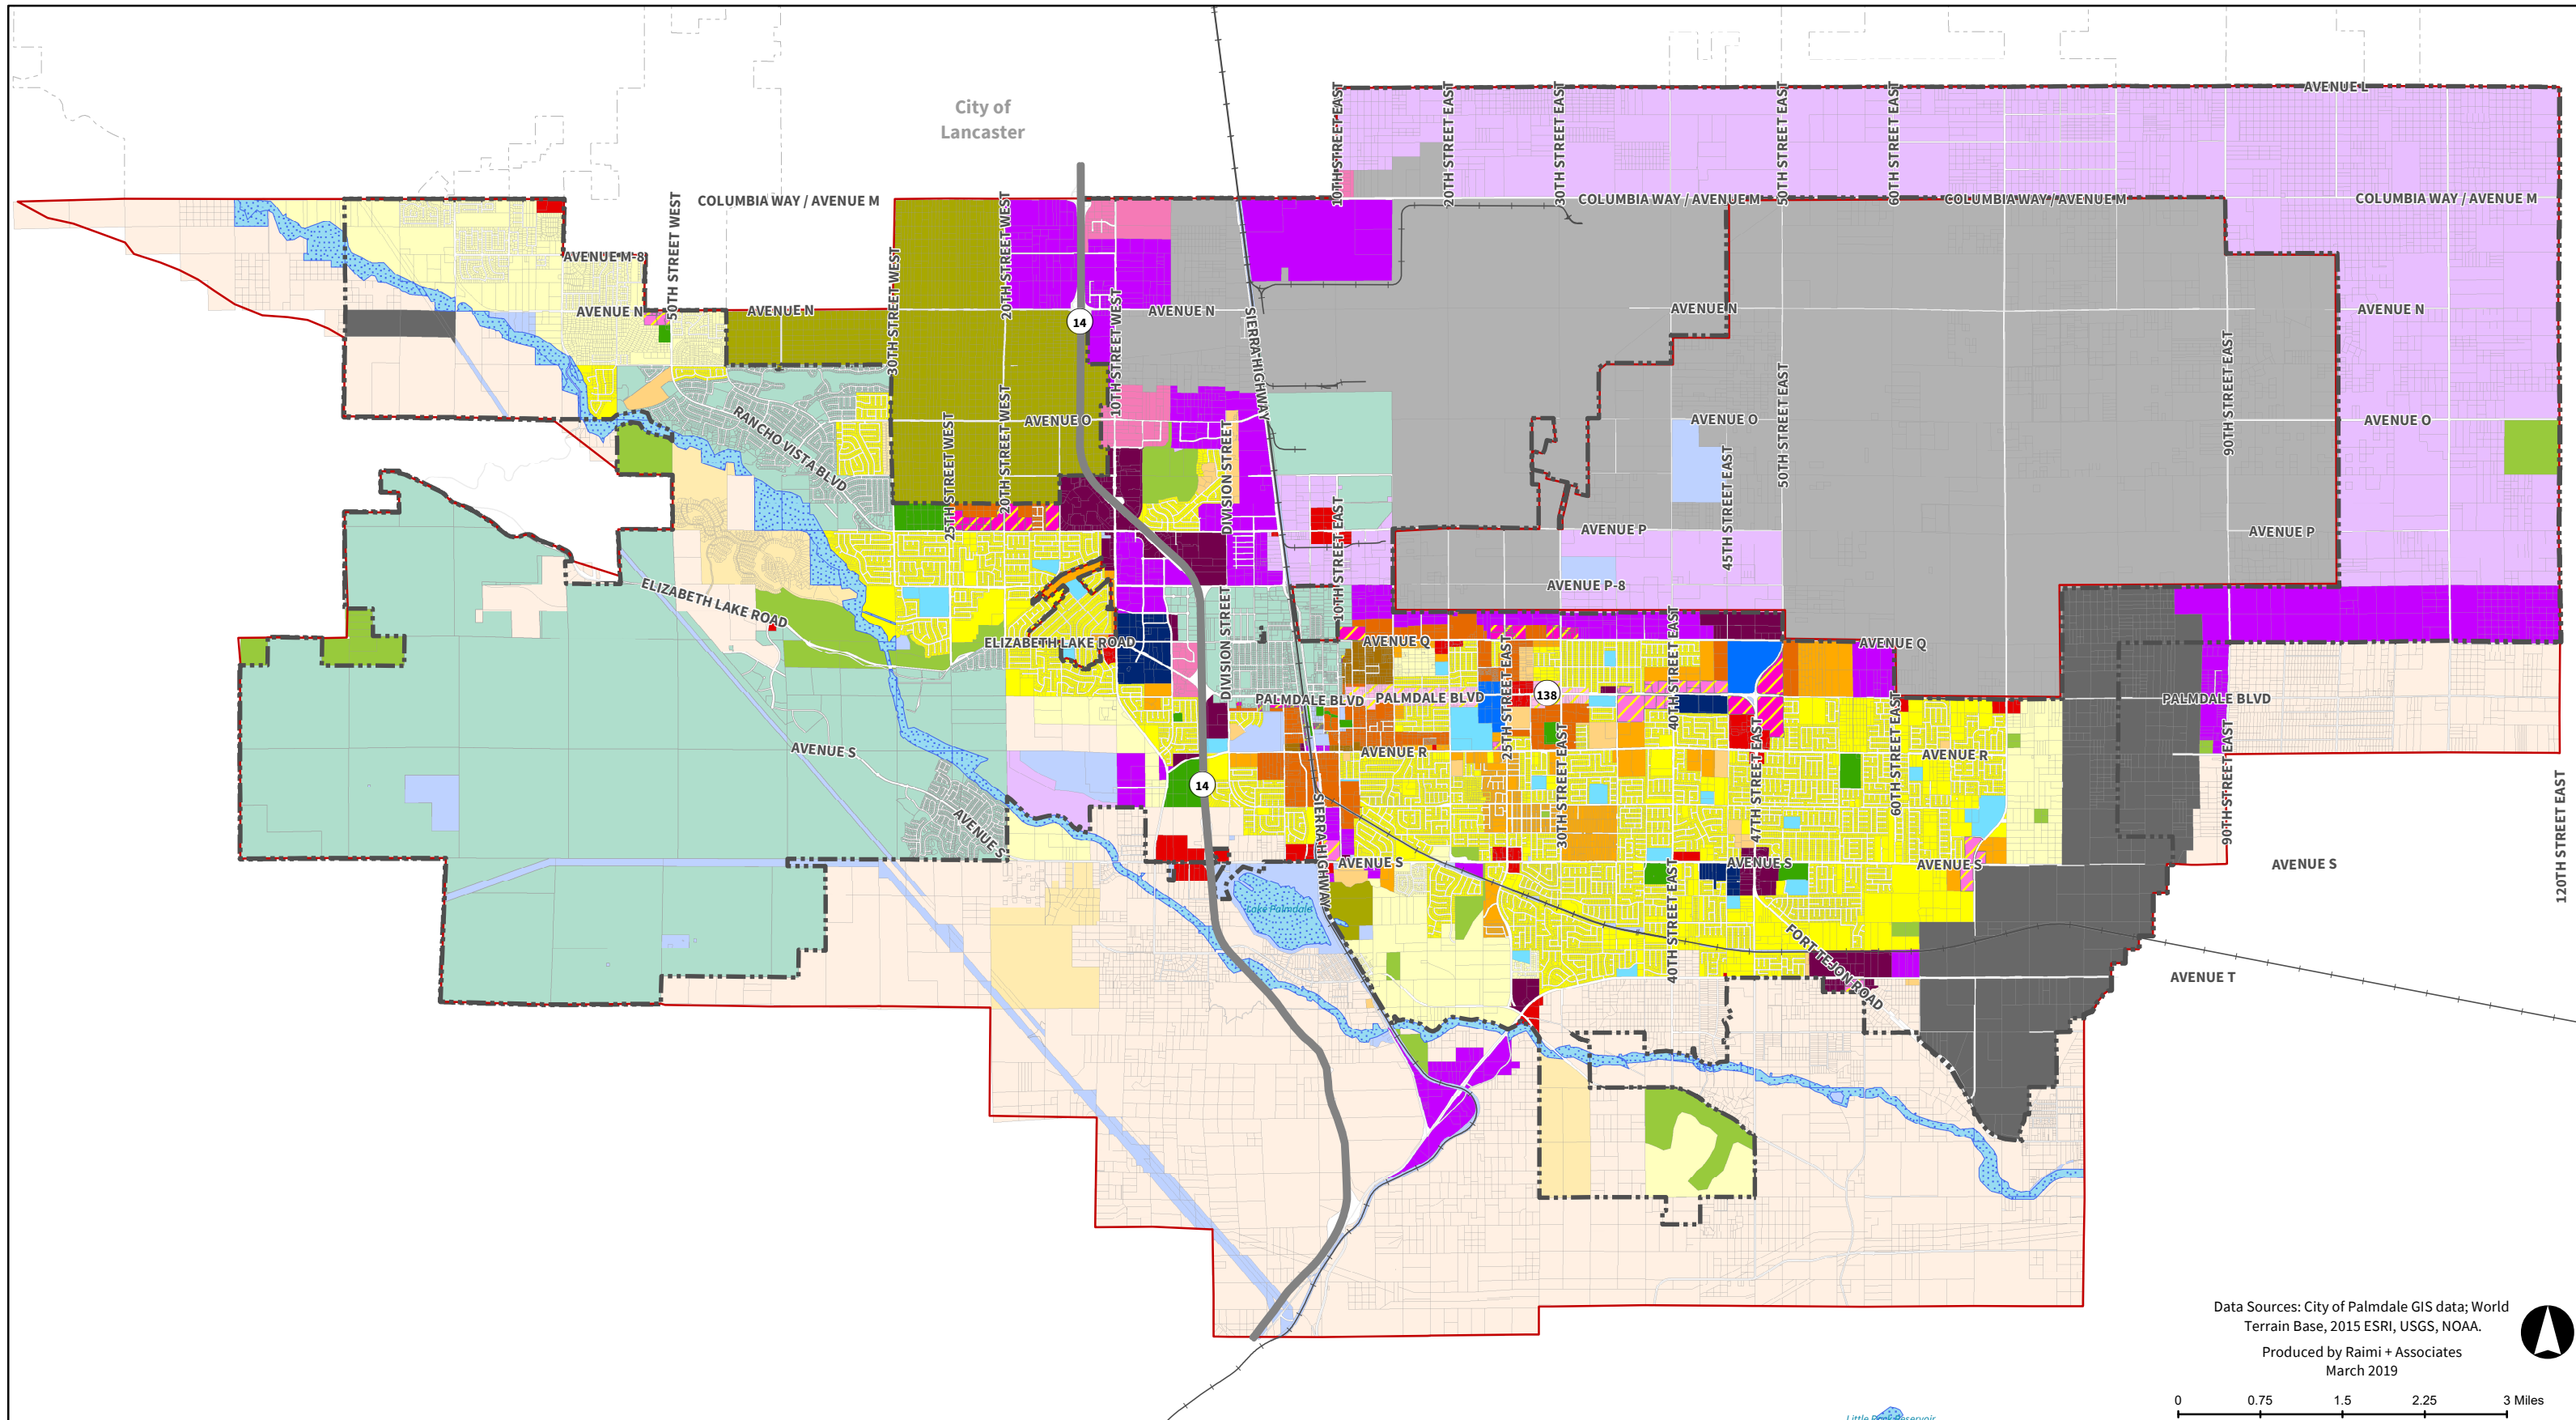 City of
Lancaster
AVENUE L
10TH STREET EAST
20TH STREET EAST
30TH STREET EAST
50TH STREET EAST
60TH STREET EAST
COLUMBIA WAY / AVENUE M
COLUMBIA WAY / AVENUE M
COLUMBIA WAY / AVENUE M
COLUMBIA WAY / AVENUE M
50TH STREET WEST
30TH STREET WEST
20TH STREET WEST
AVENUE M-8
AVENUE N
AVENUE N
14
10TH STREET WEST
AVENUE N
SIERRA HIGHWAY
AVENUE N
AVENUE N
RANCHO VISTA BLVD
25TH STREET WEST
20TH STREET WEST
AVENUE O
DIVISION STREET
AVENUE O
45TH STREET EAST
50TH STREET EAST
90TH STREET EAST
AVENUE O
10TH STREET EAST
AVENUE P
AVENUE P
AVENUE P-8
ELIZABETH LAKE ROAD
ELIZABETH LAKE ROAD
DIVISION STREET
AVENUE Q
25TH STREET EAST
40TH STREET EAST
AVENUE Q
PALMDALE BLVD
PALMDALE BLVD
138
PALMDALE BLVD
AVENUE S
AVENUE R
30TH STREET EAST
47TH STREET EAST
60TH STREET EAST
AVENUE R
90TH STREET EAST
120TH STREET EAST
14
AVENUE S
SIERRA HIGHWAY
AVENUE S
AVENUE S
AVENUE S
AVENUE S
Lake Palmdale
40TH STREET EAST
FORT TEJON ROAD
AVENUE T
Data Sources: City of Palmdale GIS data; World
Terrain Base, 2015 ESRI, USGS, NOAA.
Produced by Raimi + Associates
March 2019
0 0.75 1.5 2.25 3 Miles
Little Rock Reservoir